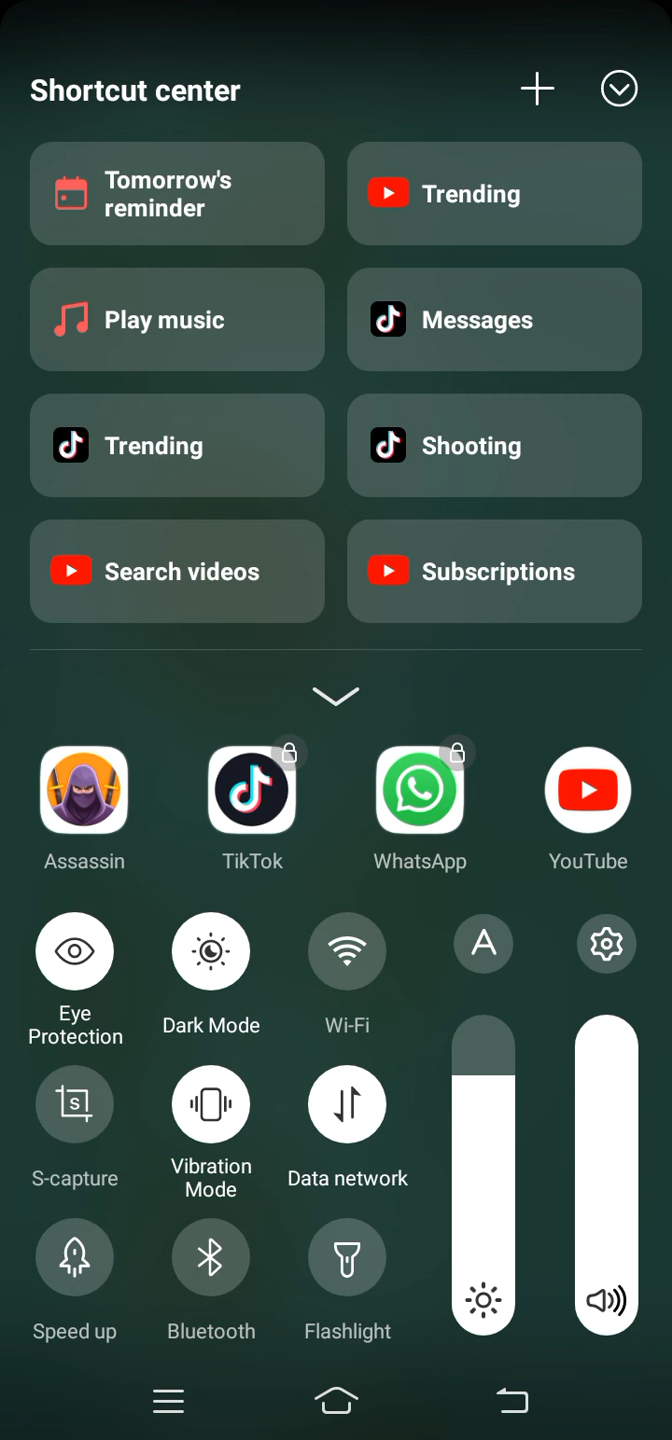 Shortcut center
Tomorrow's
reminder
Trending
Play music
Messages
Trending
Shooting
Search videos
Subscriptions
Assassin
TikTok
WhatsApp
YouTube
A
Eye
Protection
Dark Mode
Wi-Fi
S
S-capture
Vibration
Mode
Data network
Speed up
Bluetooth
Flashlight